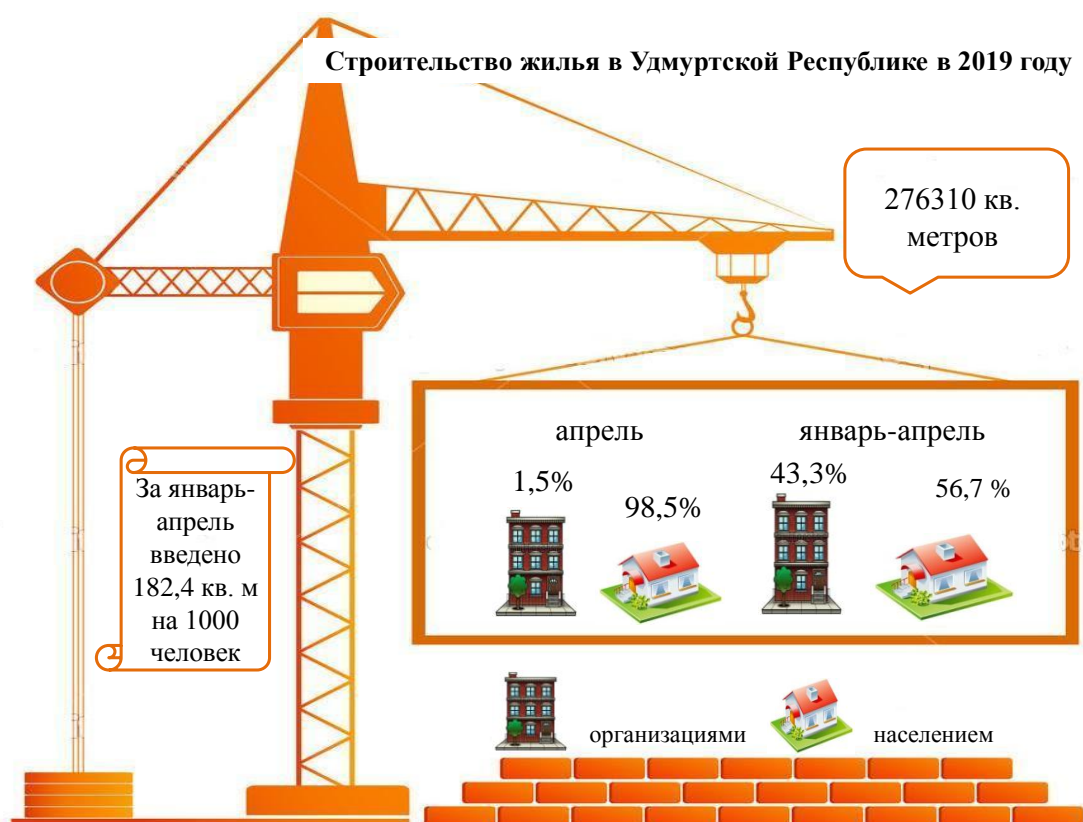 Строительство жилья в Удмуртской Республике в 2019 году
276310 кв.
метров
апрель
январь-апрель
1,5%
98,5%
43,3%
56,7 %
За январь-
апрель
введено
182,4 кв. м
на 1000
человек
организациями
населением